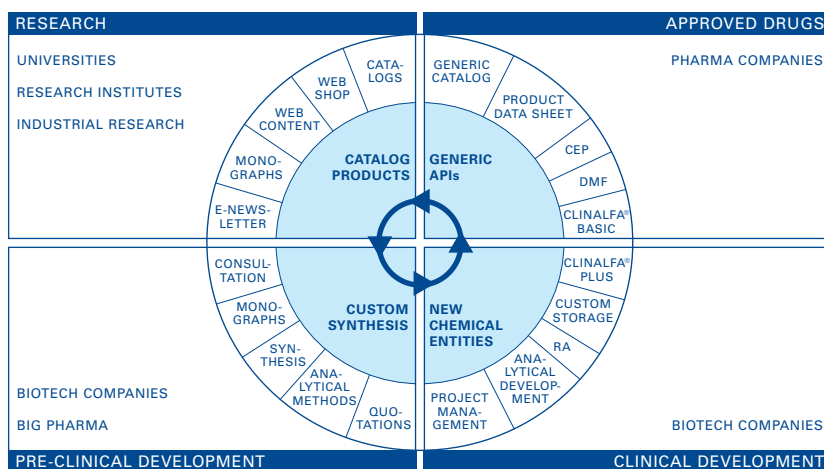 RESEARCH
APPROVED DRUGS
UNIVERSITIES
RESEARCH INSTITUTES
INDUSTRIAL RESEARCH
PHARMA COMPANIES
CATA-
LOGS
WEB
SHOP
WEB
CONTENT
MONO-
GRAPHS
E-NEWS-
LETTER
GENERIC
CATALOG
PRODUCT
DATA SHEET
CEP
DMF
CLINALFA®
BASIC
CATALOG
PRODUCTS
GENERIC
APIs
CUSTOM
SYNTHESIS
NEW
CHEMICAL
ENTITIES
CONSUL-
TATION
MONO-
GRAPHS
SYN-
THESIS
ANA-
LYTICAL
METHODS
QUO-
TATIONS
CLINALFA®
PLUS
CUSTOM
STORAGE
RA
ANA-
LYTICAL
DEVELOP-
MENT
PROJECT
MANA-
GEMENT
BIOTECH COMPANIES
BIG PHARMA
BIOTECH COMPANIES
PRE-CLINICAL DEVELOPMENT
CLINICAL DEVELOPMENT